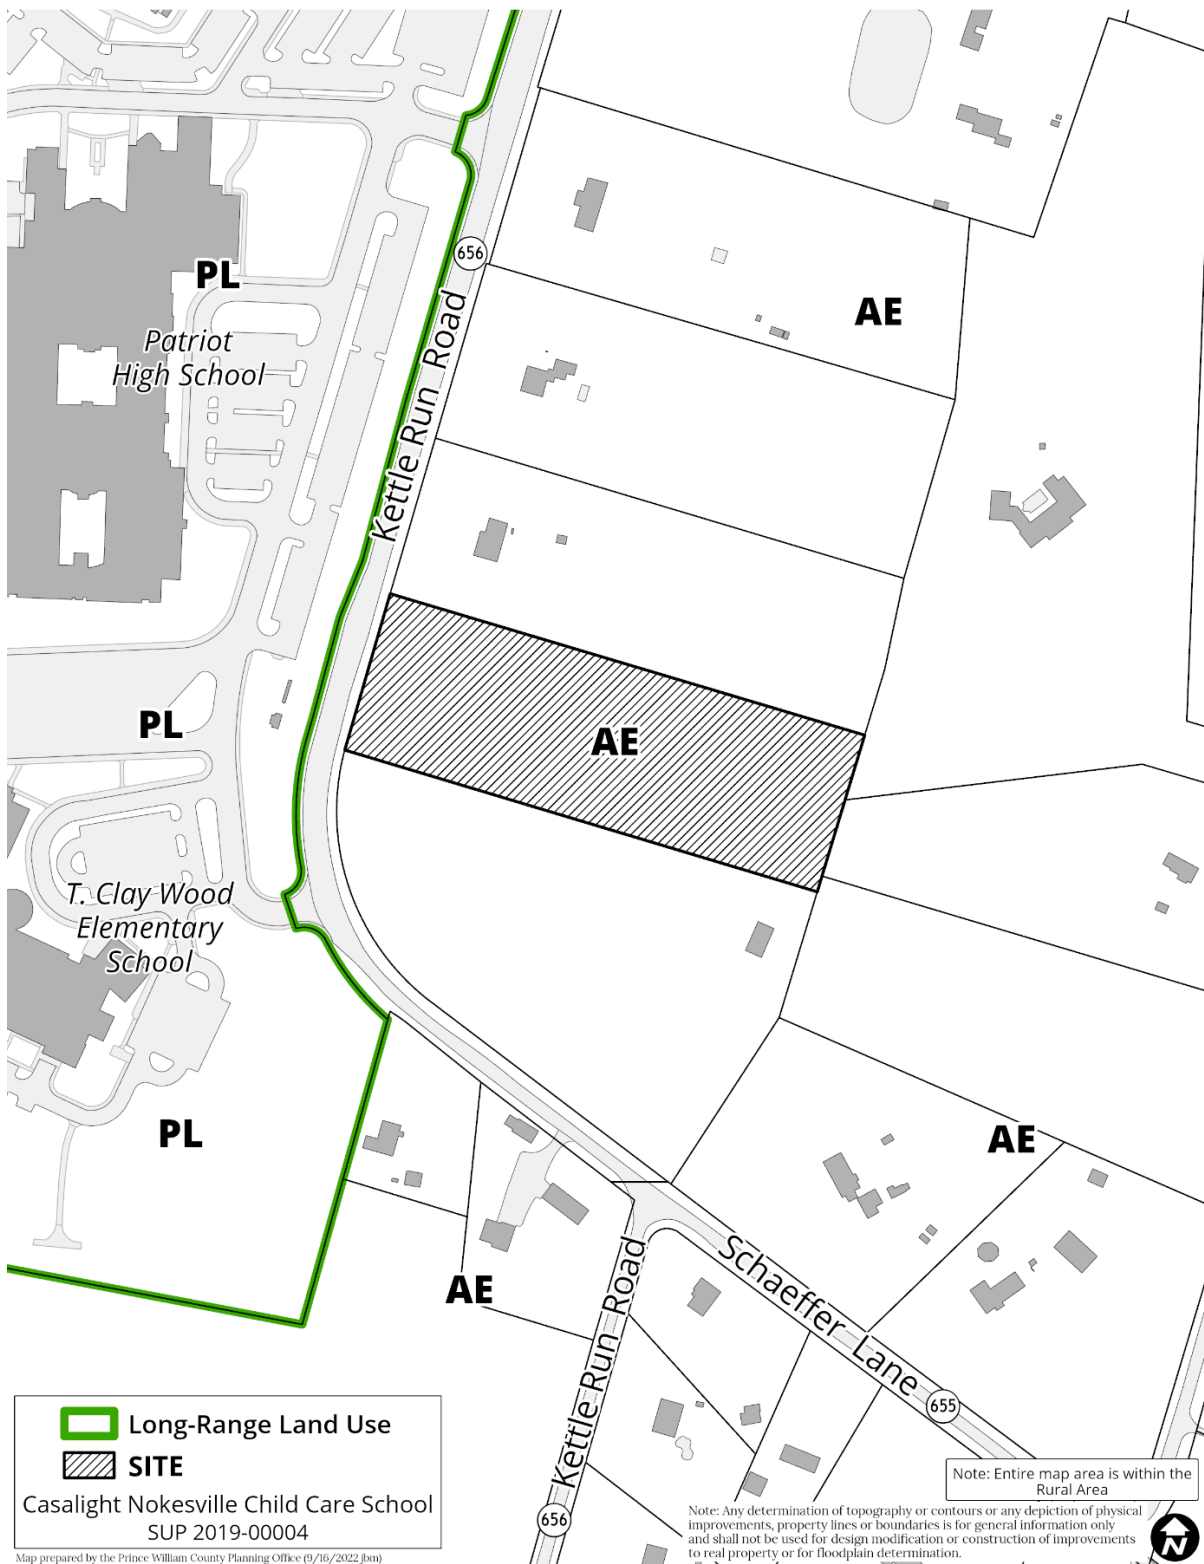 656
PL
Patriot
High School
Kettle Run Road
AE
AE
PL
T. Clay Wood
Elementary
School
PL
AE
AE
Kettle Run Road
Schaeffer Lane
655
656
Long-Range Land Use
SITE
Casalight Nokesville Child Care School
SUP 2019-00004
Map prepared by the Prince William County Planning Office (9/16/2022 jbm)
Note: Entire map area is within the
Rural Area
Note: Any determination of topography or contours or any depiction of physical
improvements, property lines or boundaries is for general information only
and shall not be used for design modification or construction of improvements
to real property or for floodplain determination.
N